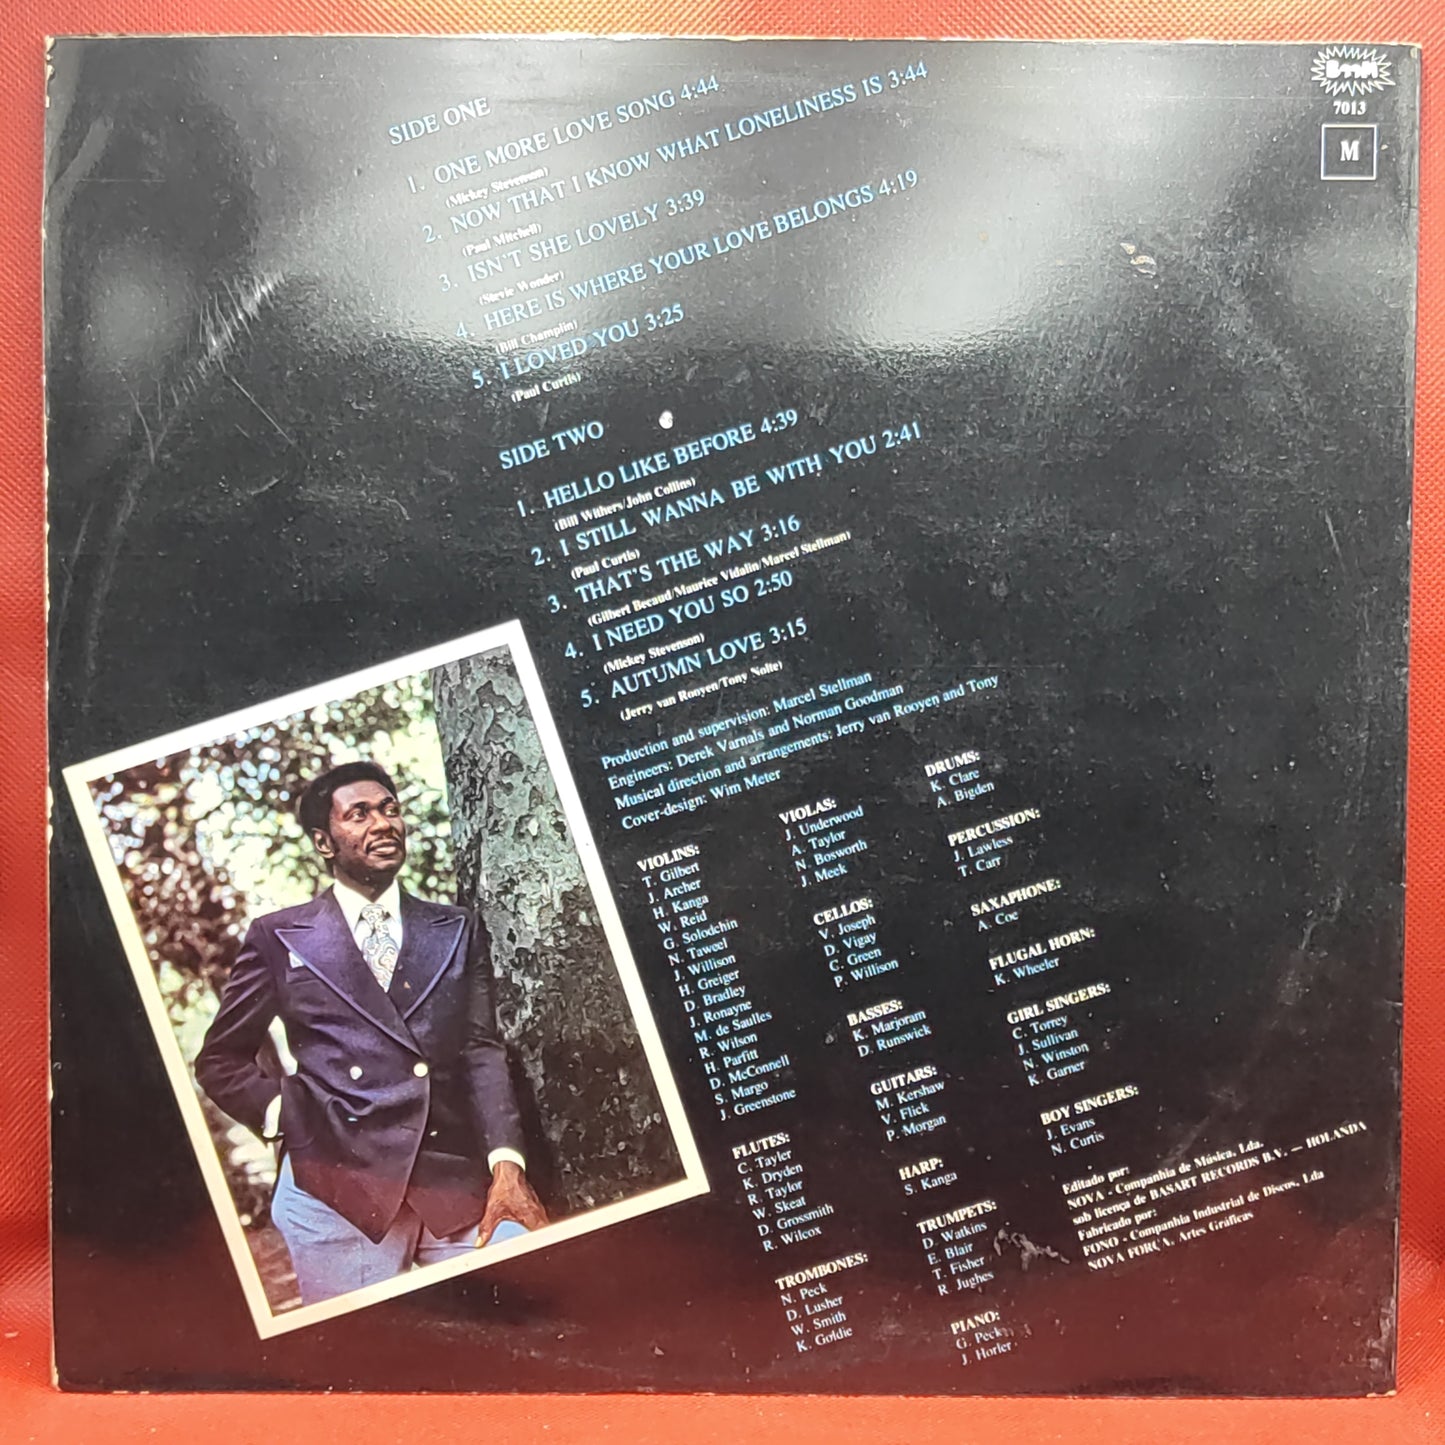 BooM
7013
M
SIDE ONE
1. ONE MORE LOVE SONG 4:44
(Mickey Stevenson)
2. NOW THAT I KNOW WHAT LONELINESS IS 3:44
(Paul Mitchell)
3. ISN'T SHE LOVELY 3:39
(Stevie Wonder)
4. HERE IS WHERE YOUR LOVE BELONGS 4:19
(Bill Champlin)
5. I LOVED YOU 3:25
(Paul Curtis)
SIDE TWO
1. HELLO LIKE BEFORE 4:39
(Bill Withers/John Collins)
2. I STILL WANNA BE WITH YOU 2:41
(Paul Curtis)
3. THAT'S THE WAY 3:16
(Gilbert Becaud/Maurice Vidalin/Marcel Stellman)
4. I NEED YOU SO 2:50
(Mickey Stevenson)
5. AUTUMN LOVE 3:15
(Jerry van Rooyen/Tony Nolte)
Production and supervision: Marcel Stellman
Engineers: Derek Varnals and Norman Goodman
Musical direction and arrangements: Jerry van Rooyen and Tony
Cover-design: Wim Meter
VIOLINS:
T. Gilbert
J. Archer
H. Kanga
W. Reid
G. Solodchin
N. Taweel
J. Willison
H. Greiger
D. Bradley
J. Ronayne
M. de Saulles
R. Wilson
H. Parfitt
D. McConnell
S. Margo
J. Greenstone
FLUTES:
C. Tayler
K. Dryden
R. Taylor
W. Skeat
D. Grossmith
R. Wilcox
TROMBONES:
N. Peck
D. Lusher
W. Smith
K. Goldie
VIOLAS:
J. Underwood
A. Taylor
N. Bosworth
J. Meek
CELLOS:
V. Joseph
D. Vigay
C. Green
P. Willison
BASSES:
K. Marjoram
D. Runswick
GUITARS:
M. Kershaw
V. Flick
P. Morgan
HARP:
S. Kanga
TRUMPETS:
D. Watkins
E. Blair
T. Fisher
R Jughes
PIANO:
G. Peck
J. Horler
DRUMS:
K. Clare
A. Bigden
PERCUSSION:
J. Lawless
T. Carr
SAXAPHONE:
A. Coe
FLUGAL HORN:
K. Wheeler
GIRL SINGERS:
C. Torrey
J. Sullivan
N. Winston
K. Garner
BOY SINGERS:
J. Evans
N. Curtis
Editado por:
NOVA - Companhia de Música, Lda.
sob licença de BASART RECORDS B.V. — HOLANDA
Fabricado por:
FONO - Companhia Industrial de Discos, Lda
NOVA FORÇA. Artes Gráficas